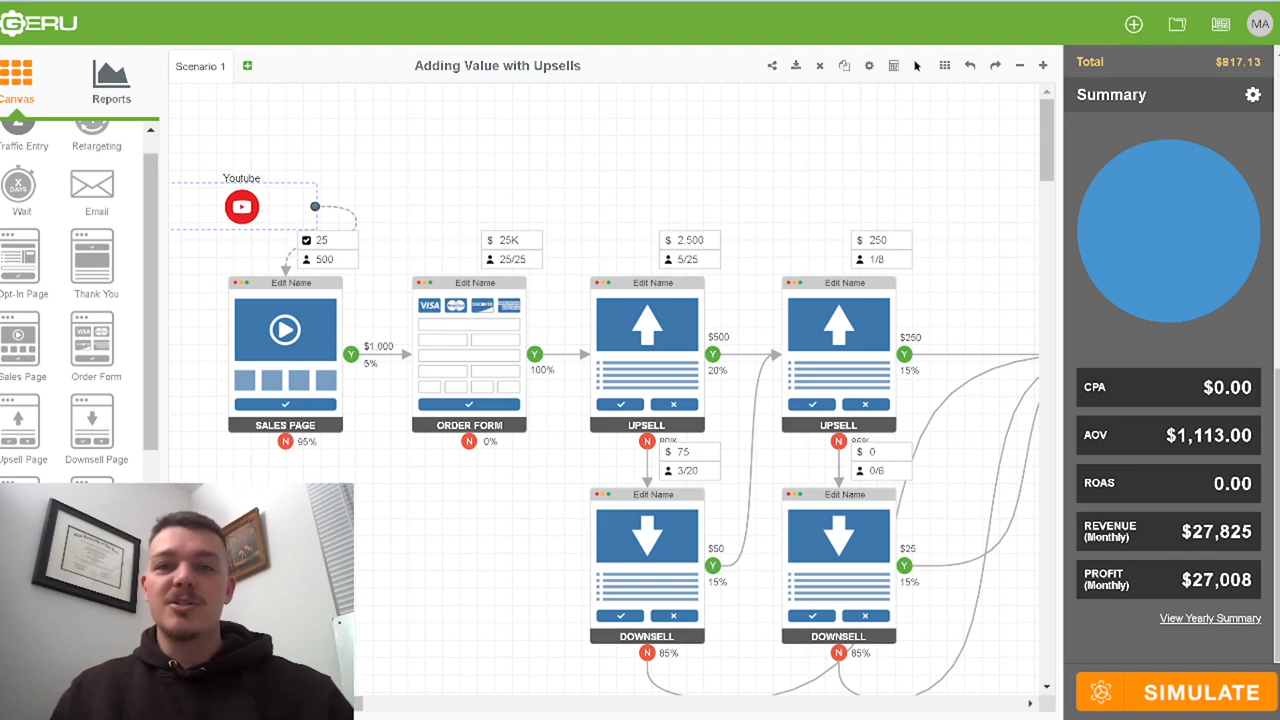 GERU
MA
Canvas
Reports
Scenario 1
Adding Value with Upsells
Total $817.13
Summary
Traffic Entry
Retargeting
X DAYS
Wait
Email
Opt-In Page
Thank You
Sales Page
Order Form
Upsell Page
Downsell Page
Youtube
25
500
$ 25K
25/25
$ 2.500
5/25
$ 250
1/8
Edit Name
Edit Name
Edit Name
Edit Name
VISA
Y $1,000
5%
Y
100%
Y $500
20%
Y $250
15%
SALES PAGE
ORDER FORM
UPSELL
UPSELL
N 95%
N 0%
N 80%
N 85%
$ 75
3/20
$ 0
0/6
Edit Name
Edit Name
Y $50
15%
Y $25
15%
DOWNSELL
DOWNSELL
N 85%
N 85%
CPA $0.00
AOV $1,113.00
ROAS 0.00
REVENUE (Monthly) $27,825
PROFIT (Monthly) $27,008
View Yearly Summary
SIMULATE